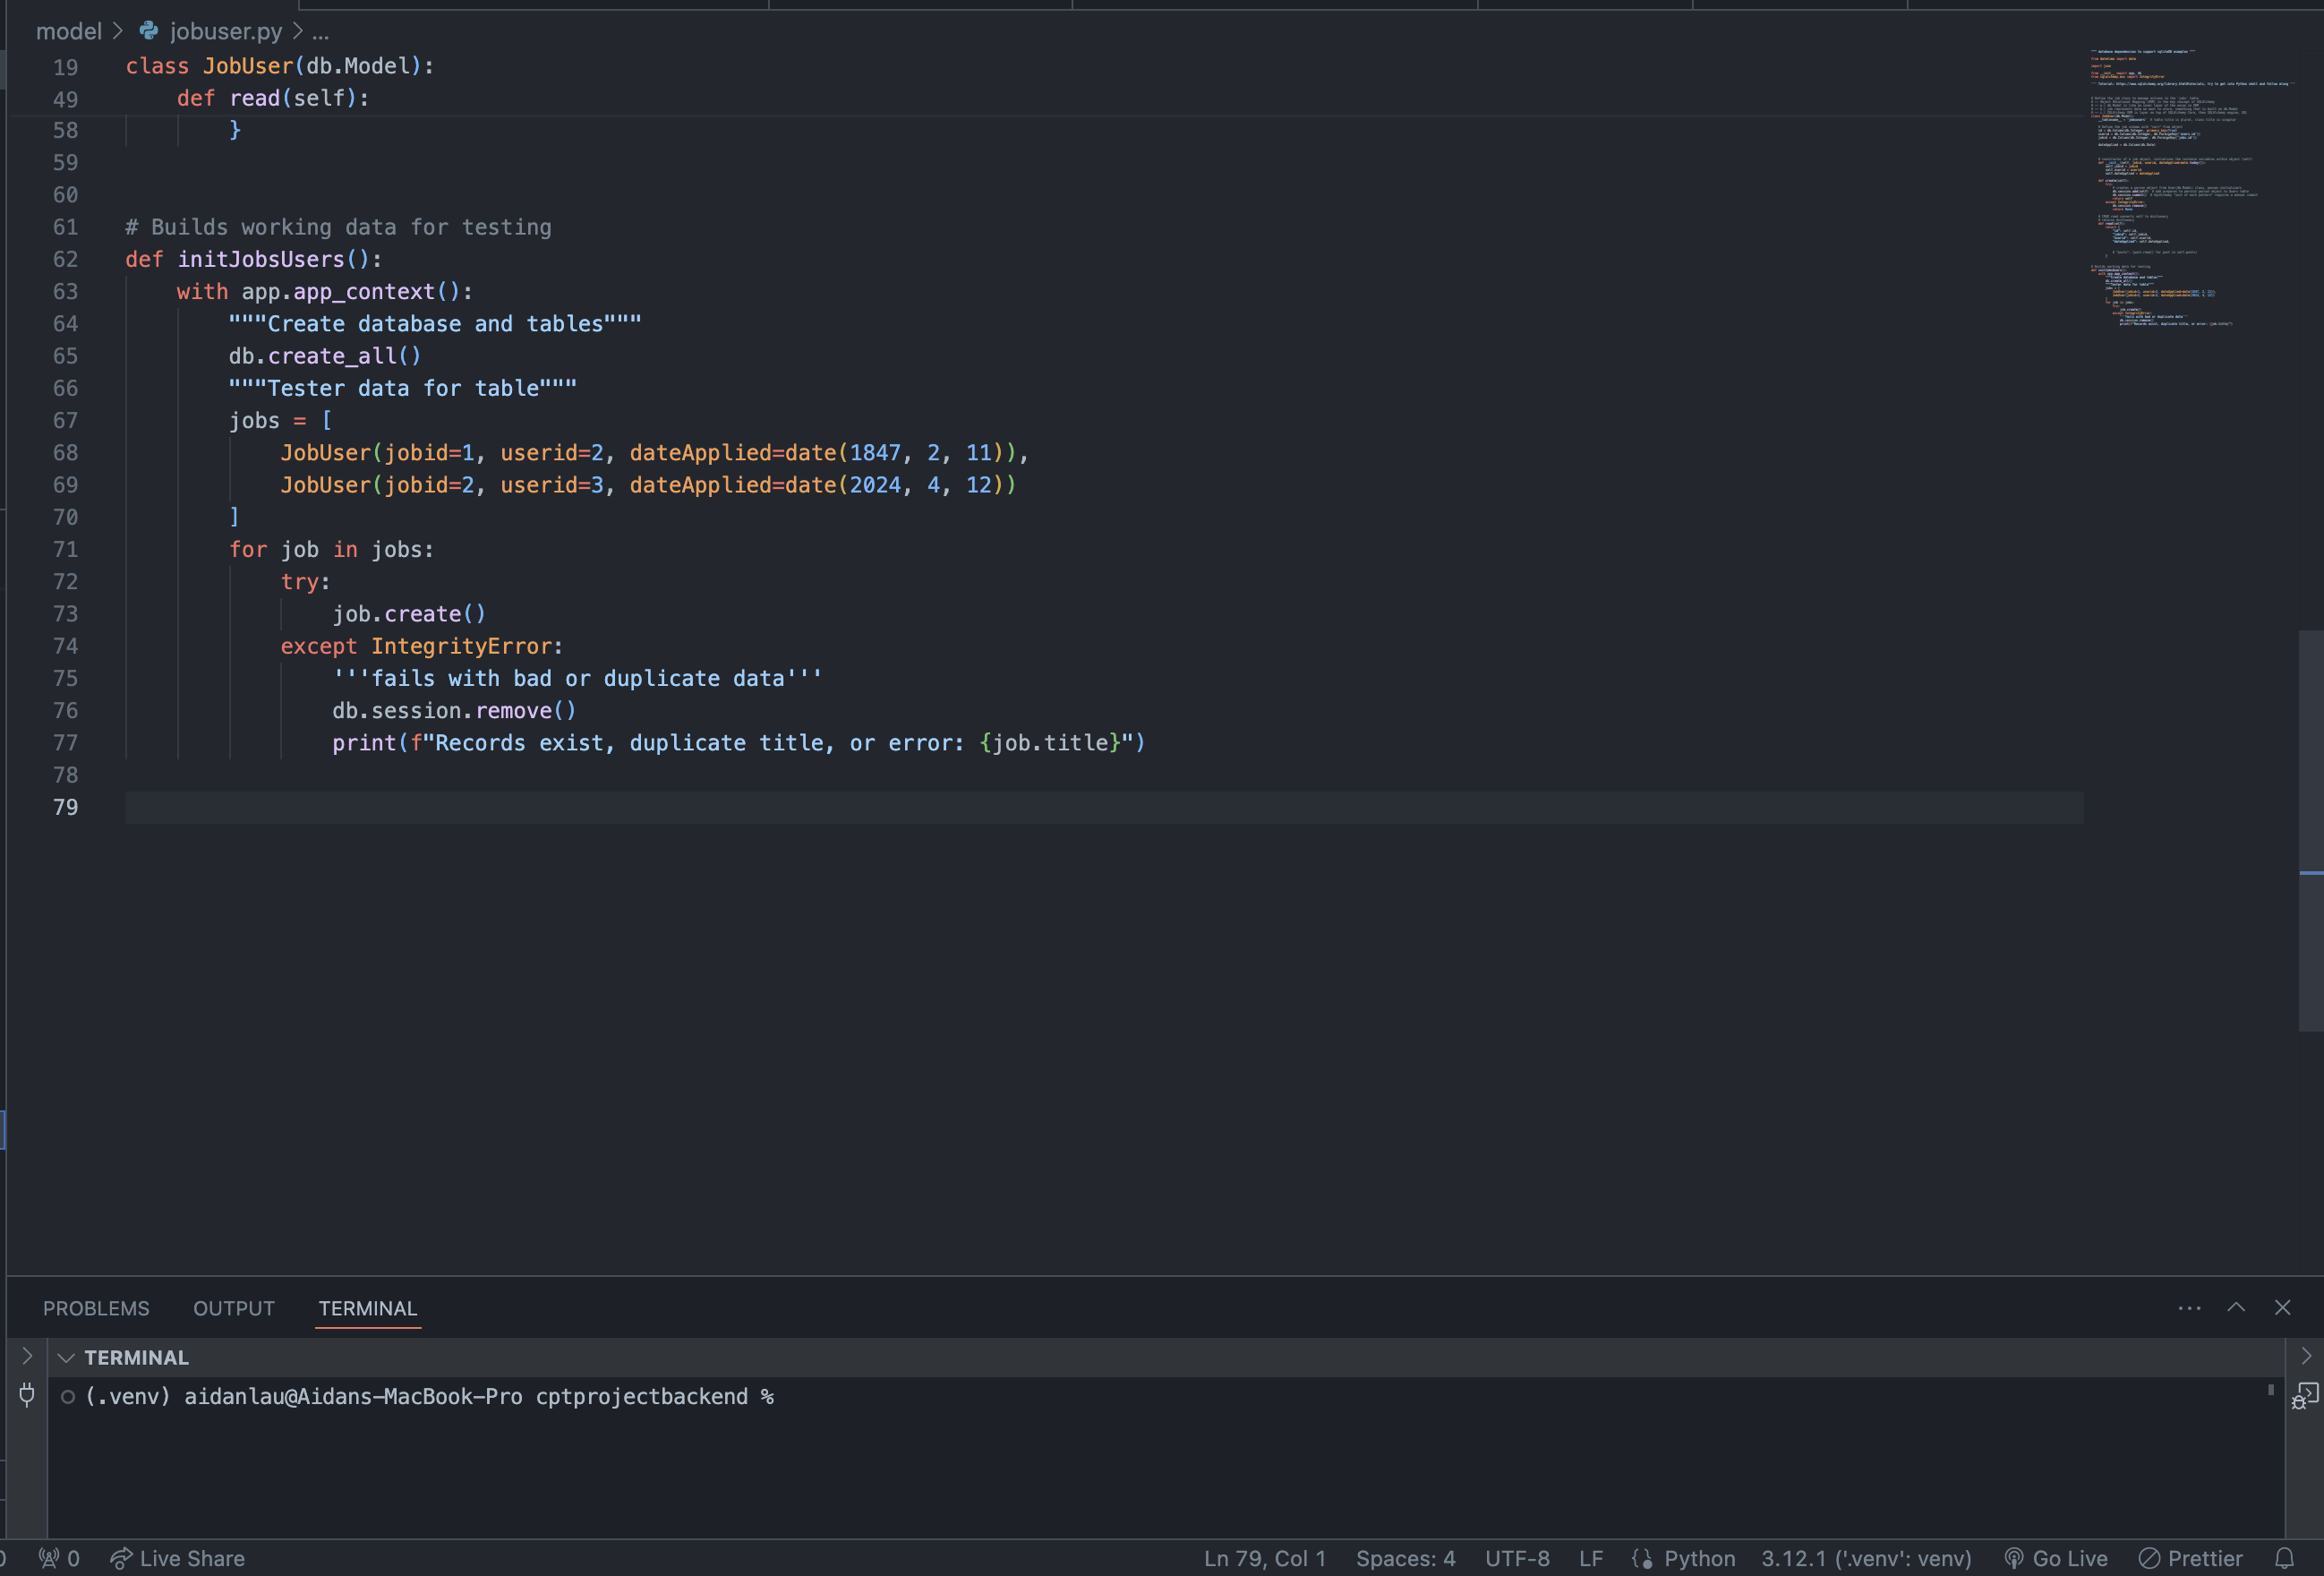 model > jobuser.py > ...
19 class JobUser(db.Model):
49     def read(self):
58         }
59
60
61 # Builds working data for testing
62 def initJobsUsers():
63     with app.app_context():
64         """Create database and tables"""
65         db.create_all()
66         """Tester data for table"""
67         jobs = [
68             JobUser(jobid=1, userid=2, dateApplied=date(1847, 2, 11)),
69             JobUser(jobid=2, userid=3, dateApplied=date(2024, 4, 12))
70         ]
71         for job in jobs:
72             try:
73                 job.create()
74             except IntegrityError:
75                 '''fails with bad or duplicate data'''
76                 db.session.remove()
77                 print(f"Records exist, duplicate title, or error: {job.title}")
78
79
PROBLEMS OUTPUT TERMINAL
TERMINAL
(.venv) aidanlau@Aidans-MacBook-Pro cptprojectbackend %
0 Live Share Ln 79, Col 1 Spaces: 4 UTF-8 LF Python 3.12.1 ('.venv': venv) Go Live Prettier